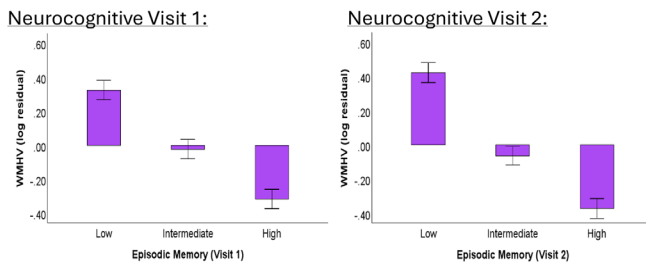 Neurocognitive Visit 1:
WMHV (log residual)
.60
.40
.20
.00
-.20
-.40
Low Intermediate High
Episodic Memory (Visit 1)
Neurocognitive Visit 2:
WMHV (log residual)
.60
.40
.20
.00
-.20
-.40
Low Intermediate High
Episodic Memory (Visit 2)